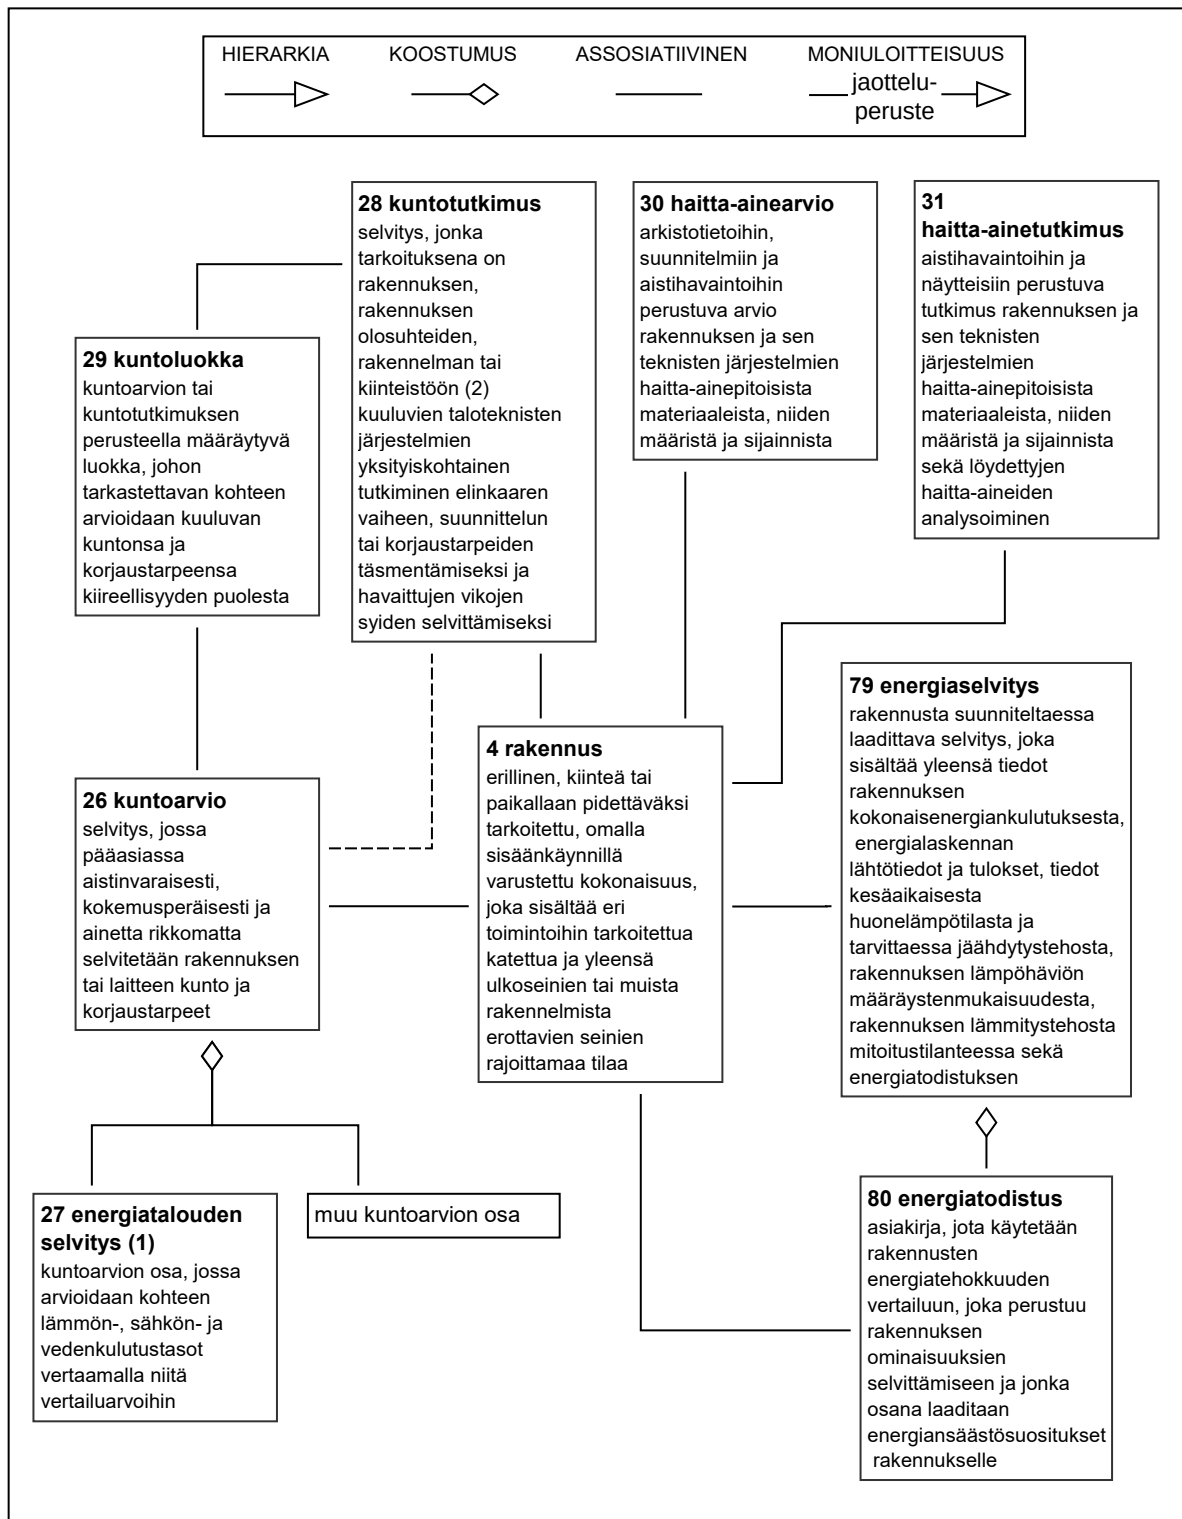 HIERARKIA
KOOSTUMUS
ASSOSIATIIVINEN
MONIULOITTEISUUS
jaottelu-
peruste
28 kuntotutkimus
selvitys, jonka
tarkoituksena on
rakennuksen,
rakennuksen
olosuhteiden,
rakennelman tai
kiinteistöön (2)
kuuluvien taloteknisten
järjestelmien
yksityiskohtainen
tutkiminen elinkaaren
vaiheen, suunnittelun
tai korjaustarpeiden
täsmentämiseksi ja
havaittujen vikojen
syiden selvittämiseksi
30 haitta-ainearvio
arkistotietoihin,
suunnitelmiin ja
aistihavaintoihin
perustuva arvio
rakennuksen ja sen
teknisten järjestelmien
haitta-ainepitoisista
materiaaleista, niiden
määristä ja sijainnista
31
haitta-ainetutkimus
aistihavaintoihin ja
näytteisiin perustuva
tutkimus rakennuksen ja
sen teknisten
järjestelmien
haitta-ainepitoisista
materiaaleista, niiden
määristä ja sijainnista
sekä löydettyjen
haitta-aineiden
analysoiminen
29 kuntoluokka
kuntoarvion tai
kuntotutkimuksen
perusteella määräytyvä
luokka, johon
tarkastettavan kohteen
arvioidaan kuuluvan
kuntonsa ja
korjaustarpeensa
kiireellisyyden puolesta
79 energiaselvitys
rakennusta suunniteltaessa
laadittava selvitys, joka
sisältää yleensä tiedot
rakennuksen
kokonaisenergiankulutuksesta,
energialaskennan
lähtötiedot ja tulokset, tiedot
kesäaikaisesta
huonelämpötilasta ja
tarvittaessa jäähdytystehosta,
rakennuksen lämpöhäviön
määräystenmukaisuudesta,
rakennuksen lämmitystehosta
mitoitustilanteessa sekä
energiatodistuksen
4 rakennus
erillinen, kiinteä tai
paikallaan pidettäväksi
tarkoitettu, omalla
sisäänkäynnillä
varustettu kokonaisuus,
joka sisältää eri
toimintoihin tarkoitettua
katettua ja yleensä
ulkoseinien tai muista
rakennelmista
erottavien seinien
rajoittamaa tilaa
26 kuntoarvio
selvitys, jossa
pääasiassa
aistinvaraisesti,
kokemusperäisesti ja
ainetta rikkomatta
selvitetään rakennuksen
tai laitteen kunto ja
korjaustarpeet
27 energiatalouden
selvitys (1)
kuntoarvion osa, jossa
arvioidaan kohteen
lämmön-, sähkön- ja
vedenkulutustasot
vertaamalla niitä
vertailuarvoihin
muu kuntoarvion osa
80 energiatodistus
asiakirja, jota käytetään
rakennusten
energiatehokkuuden
vertailuun, joka perustuu
rakennuksen
ominaisuuksien
selvittämiseen ja jonka
osana laaditaan
energiansäästösuositukset
rakennukselle